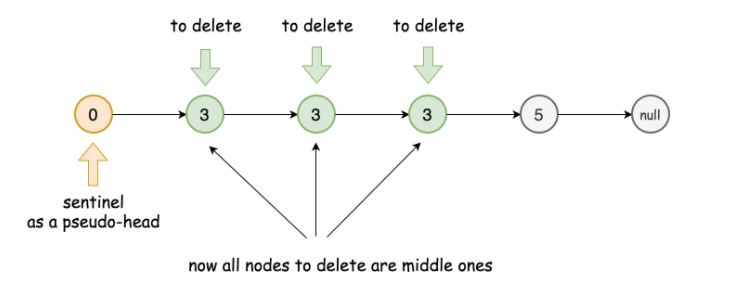 to delete to delete to delete
0 3 3 3 5 null
sentinel
as a pseudo-head
now all nodes to delete are middle ones